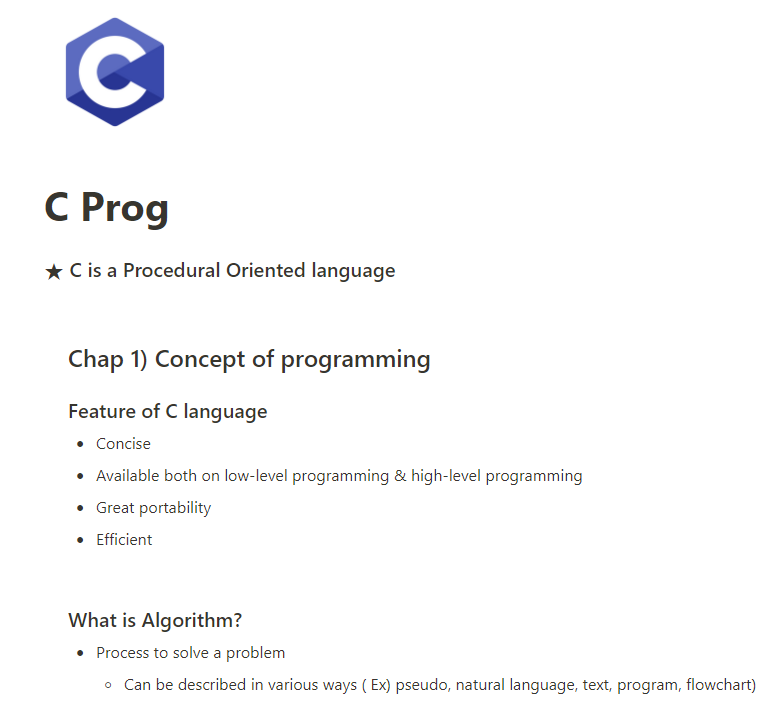 C
C Prog
★ C is a Procedural Oriented language
Chap 1) Concept of programming
Feature of C language
• Concise
• Available both on low-level programming & high-level programming
• Great portability
• Efficient
What is Algorithm?
• Process to solve a problem
◦ Can be described in various ways ( Ex) pseudo, natural language, text, program, flowchart)